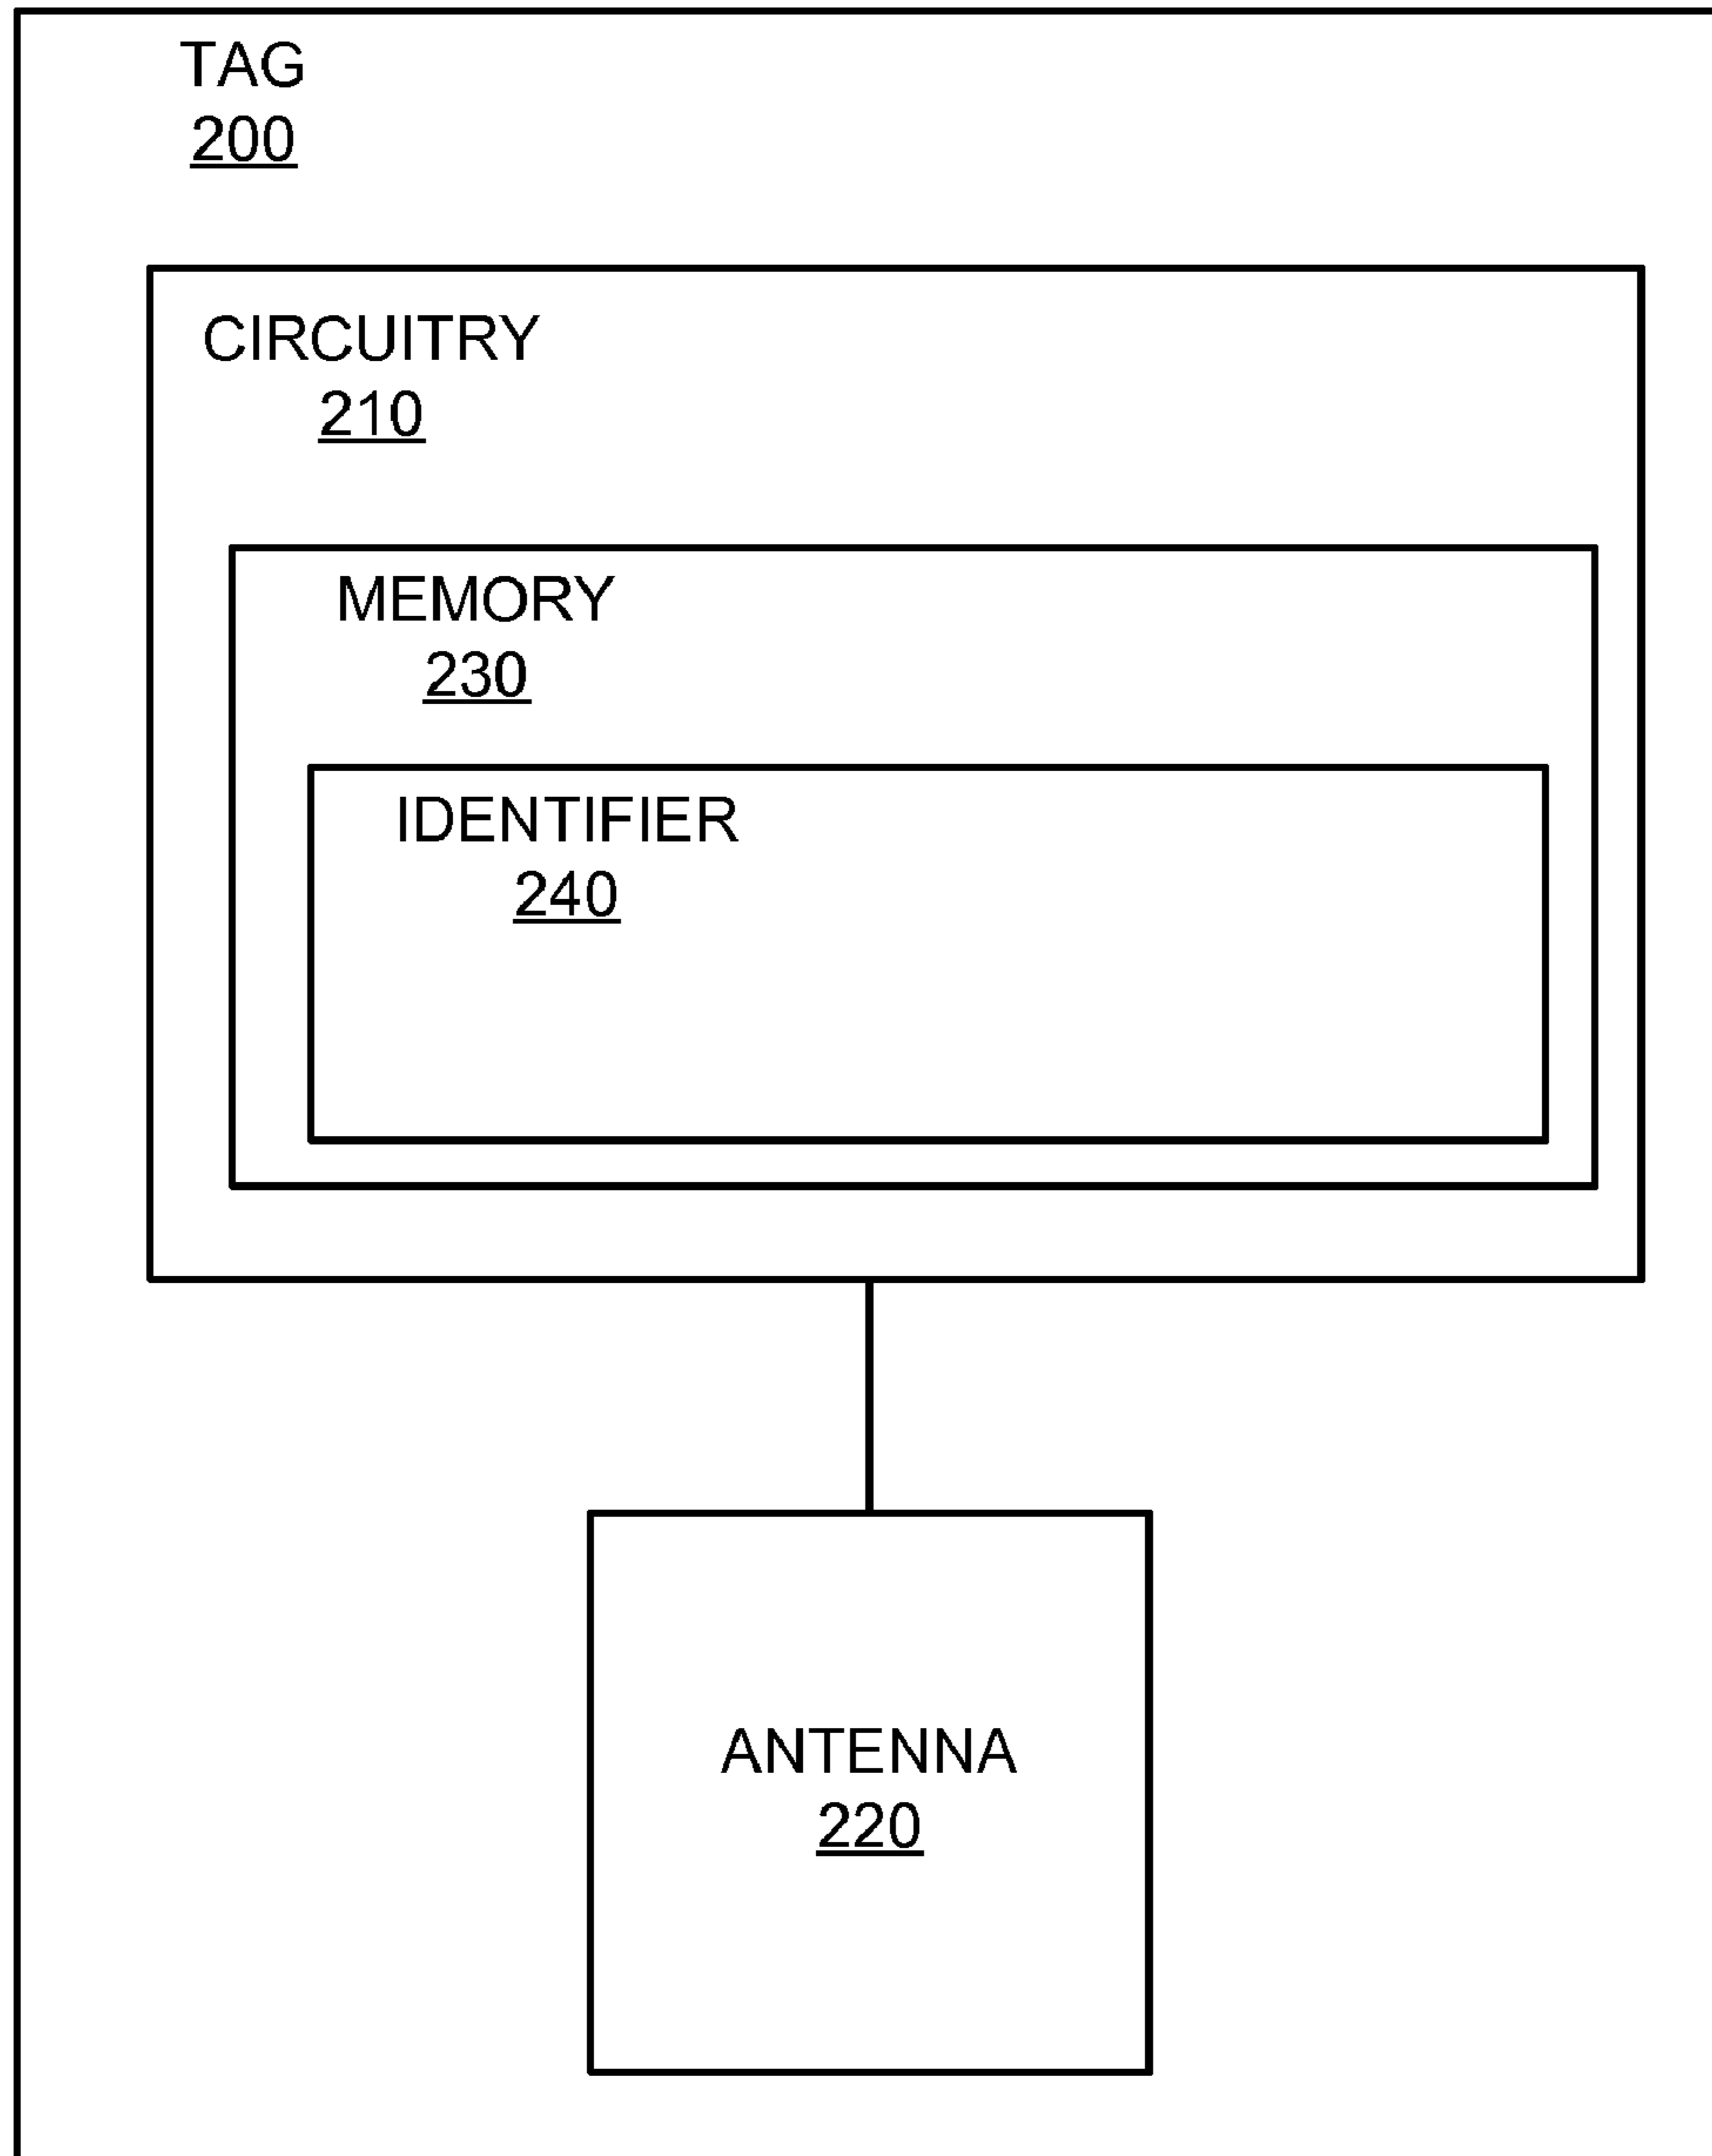 TAG
200
CIRCUITRY
210
MEMORY
230
IDENTIFIER
240
ANTENNA
220